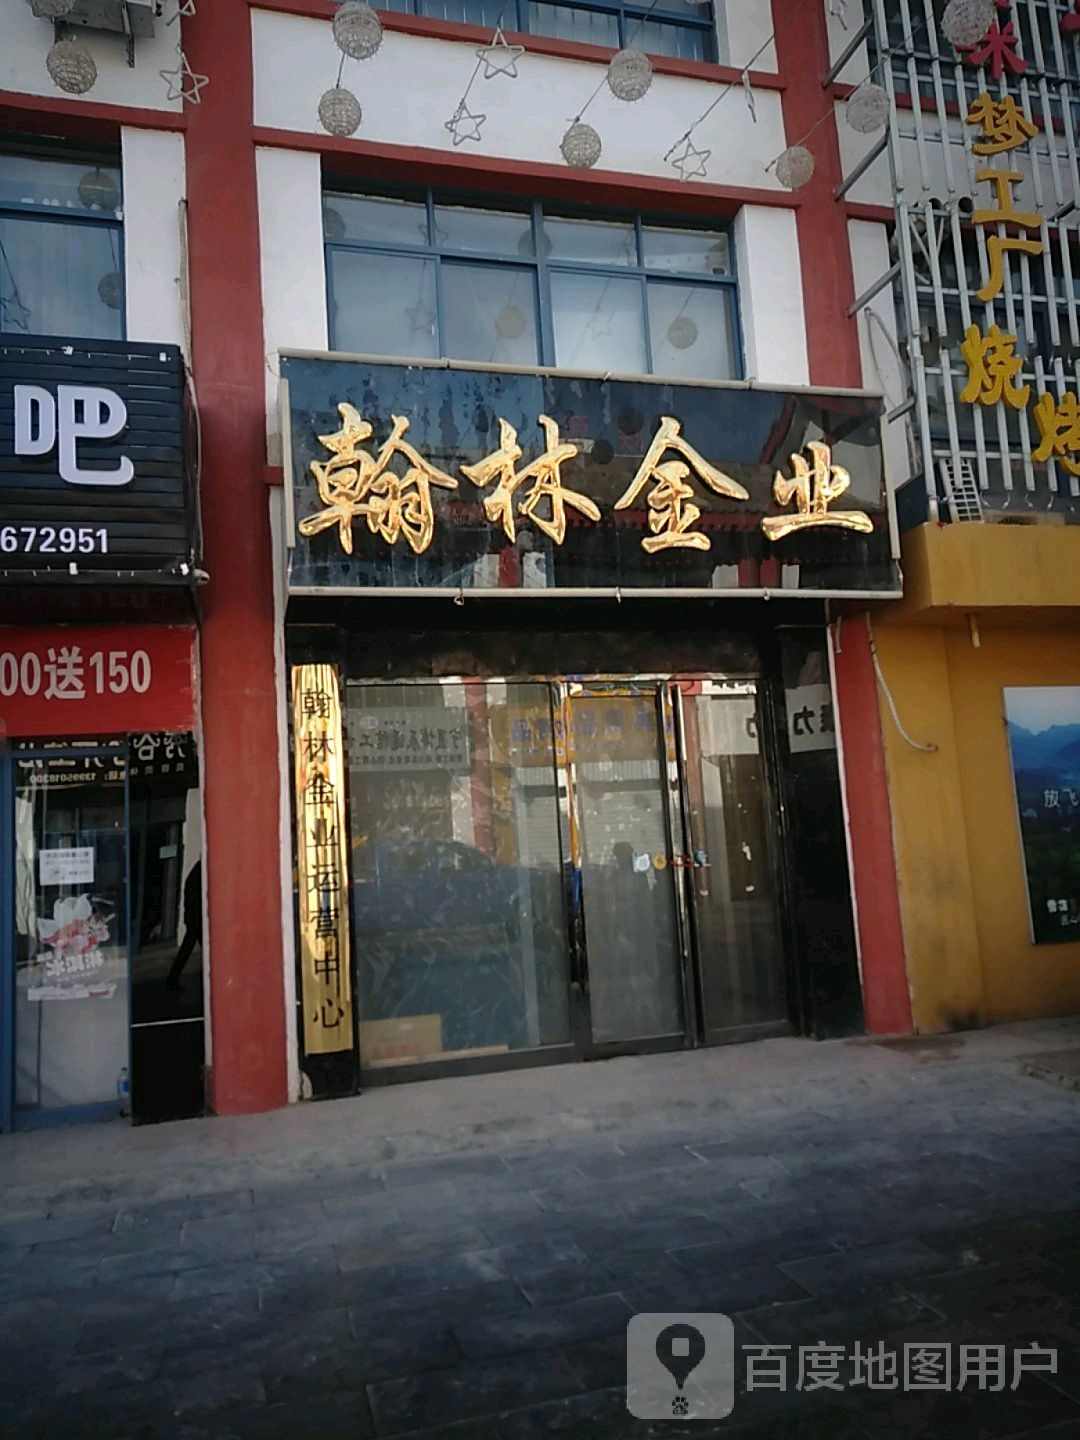 翰林金业
翰林金业运营中心
吧
672951
00送150
13995018300
梦工厂
烧烤
放飞
百度地图用户